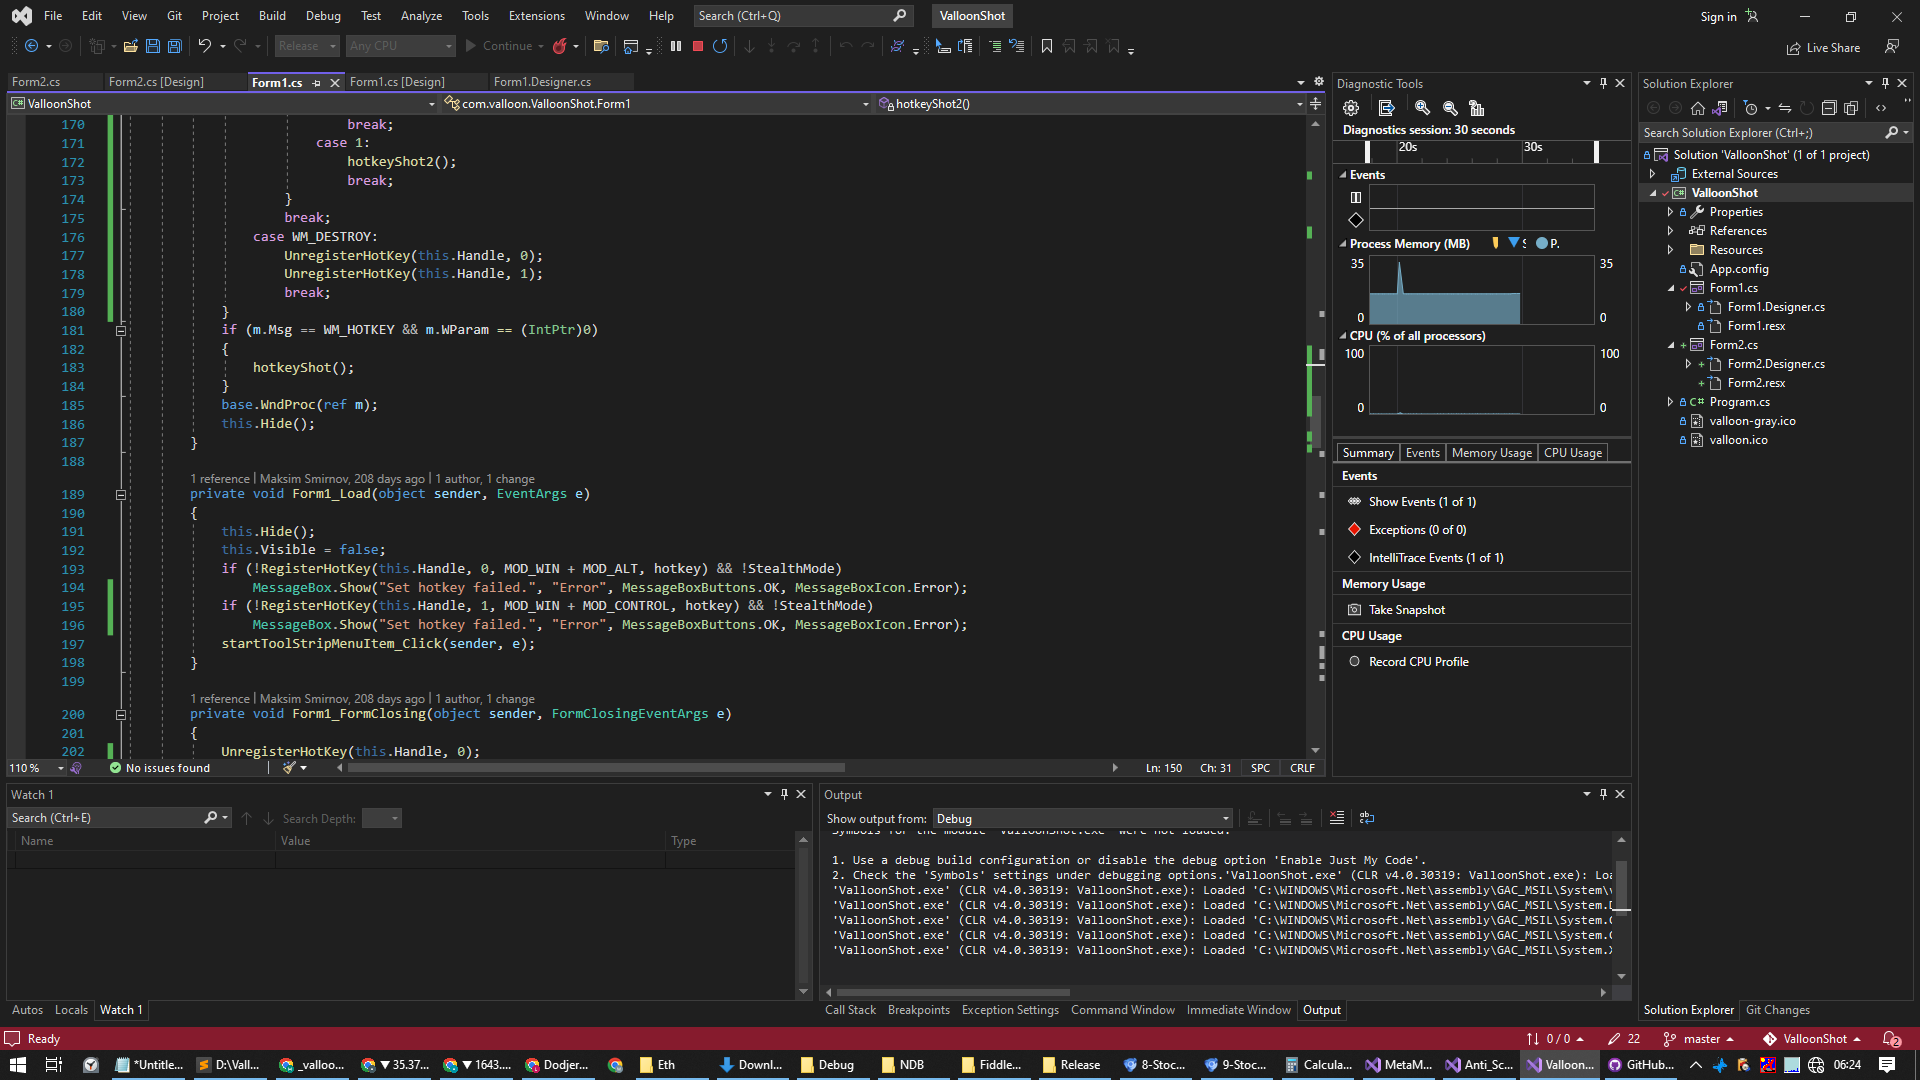 File Edit View Git Project Build Debug Test Analyze Tools Extensions Window Help Search (Ctrl+Q) ValloonShot Sign in
Release Any CPU Continue Live Share
Form2.cs Form2.cs [Design] Form1.cs Form1.cs [Design] Form1.Designer.cs
ValloonShot com.valloon.ValloonShot.Form1 hotkeyShot2()
170 break;
171 case 1:
172 hotkeyShot2();
173 break;
174 }
175 break;
176 case WM_DESTROY:
177 UnregisterHotKey(this.Handle, 0);
178 UnregisterHotKey(this.Handle, 1);
179 break;
180 }
181 if (m.Msg == WM_HOTKEY && m.WParam == (IntPtr)0)
182 {
183 hotkeyShot();
184 }
185 base.WndProc(ref m);
186 this.Hide();
187 }
188
1 reference | Maksim Smirnov, 208 days ago | 1 author, 1 change
189 private void Form1_Load(object sender, EventArgs e)
190 {
191 this.Hide();
192 this.Visible = false;
193 if (!RegisterHotKey(this.Handle, 0, MOD_WIN + MOD_ALT, hotkey) && !StealthMode)
194 MessageBox.Show("Set hotkey failed.", "Error", MessageBoxButtons.OK, MessageBoxIcon.Error);
195 if (!RegisterHotKey(this.Handle, 1, MOD_WIN + MOD_CONTROL, hotkey) && !StealthMode)
196 MessageBox.Show("Set hotkey failed.", "Error", MessageBoxButtons.OK, MessageBoxIcon.Error);
197 startToolStripMenuItem_Click(sender, e);
198 }
199
1 reference | Maksim Smirnov, 208 days ago | 1 author, 1 change
200 private void Form1_FormClosing(object sender, FormClosingEventArgs e)
201 {
202 UnregisterHotKey(this.Handle, 0);
110 % No issues found Ln: 150 Ch: 31 SPC CRLF
Diagnostic Tools
Diagnostics session: 30 seconds
20s 30s
Events
Process Memory (MB) S P.
35 35
0 0
CPU (% of all processors)
100 100
0 0
Summary Events Memory Usage CPU Usage
Events
Show Events (1 of 1)
Exceptions (0 of 0)
IntelliTrace Events (1 of 1)
Memory Usage
Take Snapshot
CPU Usage
Record CPU Profile
Solution Explorer
Search Solution Explorer (Ctrl+;)
Solution 'ValloonShot' (1 of 1 project)
External Sources
ValloonShot
Properties
References
Resources
App.config
Form1.cs
Form1.Designer.cs
Form1.resx
Form2.cs
Form2.Designer.cs
Form2.resx
Program.cs
valloon-gray.ico
valloon.ico
Watch 1
Search (Ctrl+E) Search Depth:
Name Value Type
Autos Locals Watch 1
Output
Show output from: Debug
Symbols for the module 'ValloonShot.exe' were not loaded.
1. Use a debug build configuration or disable the debug option 'Enable Just My Code'.
2. Check the 'Symbols' settings under debugging options.'ValloonShot.exe' (CLR v4.0.30319: ValloonShot.exe): Loa
'ValloonShot.exe' (CLR v4.0.30319: ValloonShot.exe): Loaded 'C:\WINDOWS\Microsoft.Net\assembly\GAC_MSIL\System\
'ValloonShot.exe' (CLR v4.0.30319: ValloonShot.exe): Loaded 'C:\WINDOWS\Microsoft.Net\assembly\GAC_MSIL\System.D
'ValloonShot.exe' (CLR v4.0.30319: ValloonShot.exe): Loaded 'C:\WINDOWS\Microsoft.Net\assembly\GAC_MSIL\System.C
'ValloonShot.exe' (CLR v4.0.30319: ValloonShot.exe): Loaded 'C:\WINDOWS\Microsoft.Net\assembly\GAC_MSIL\System.C
'ValloonShot.exe' (CLR v4.0.30319: ValloonShot.exe): Loaded 'C:\WINDOWS\Microsoft.Net\assembly\GAC_MSIL\System.X
Call Stack Breakpoints Exception Settings Command Window Immediate Window Output
Solution Explorer Git Changes
Ready 0 / 0 22 master ValloonShot 2
*Untitle... D:\Vall... _valloo... ▼ 35.37... ▼ 1643.... Dodjer... Eth Downl... Debug NDB Fiddle... Release 8-Stoc... 9-Stoc... Calcula... MetaM... Anti_Sc... Valloon... GitHub... 06:24